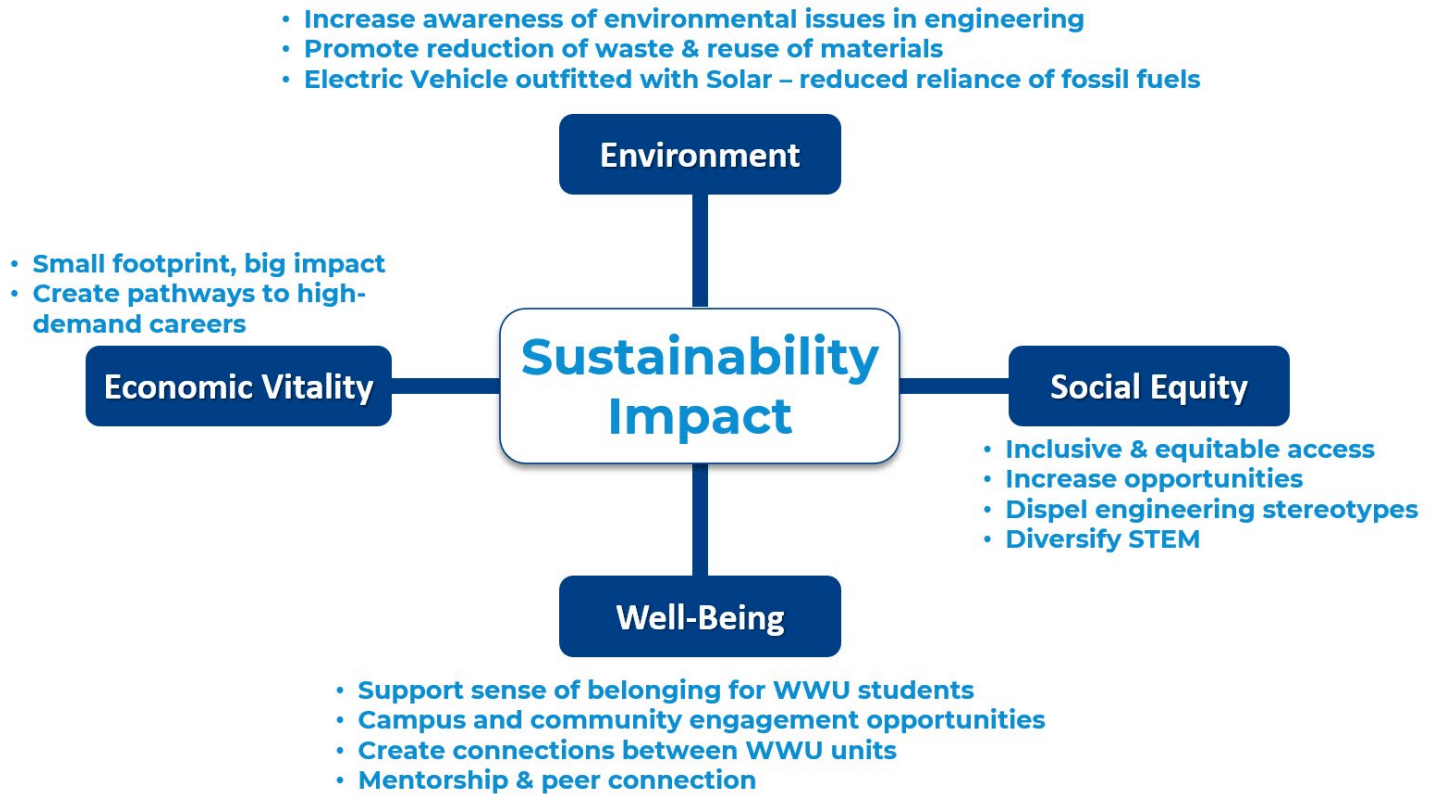 • Increase awareness of environmental issues in engineering
• Promote reduction of waste & reuse of materials
• Electric Vehicle outfitted with Solar – reduced reliance of fossil fuels
Environment
• Small footprint, big impact
• Create pathways to high-
demand careers
Economic Vitality
Sustainability
Impact
Social Equity
• Inclusive & equitable access
• Increase opportunities
• Dispel engineering stereotypes
• Diversify STEM
Well-Being
• Support sense of belonging for WWU students
• Campus and community engagement opportunities
• Create connections between WWU units
• Mentorship & peer connection